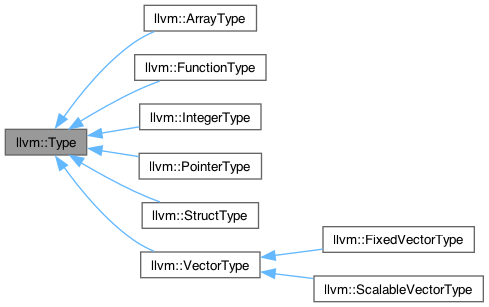 llvm::ArrayType
llvm::FunctionType
llvm::IntegerType
llvm::Type
llvm::PointerType
llvm::StructType
llvm::FixedVectorType
llvm::VectorType
llvm::ScalableVectorType